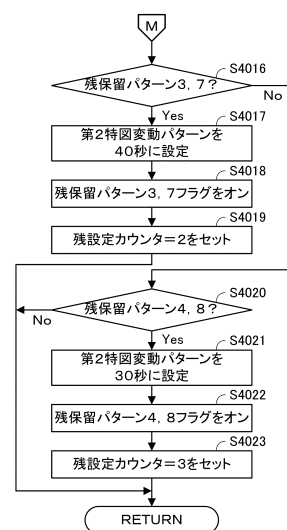 M
残保留パターン3，7？
S4016
No
Yes
S4017
第2特図変動パターンを
40秒に設定
S4018
残保留パターン3，7フラグをオン
S4019
残設定カウンタ＝2をセット
S4020
残保留パターン4，8？
No
Yes
S4021
第2特図変動パターンを
30秒に設定
S4022
残保留パターン4，8フラグをオン
S4023
残設定カウンタ＝3をセット
RETURN